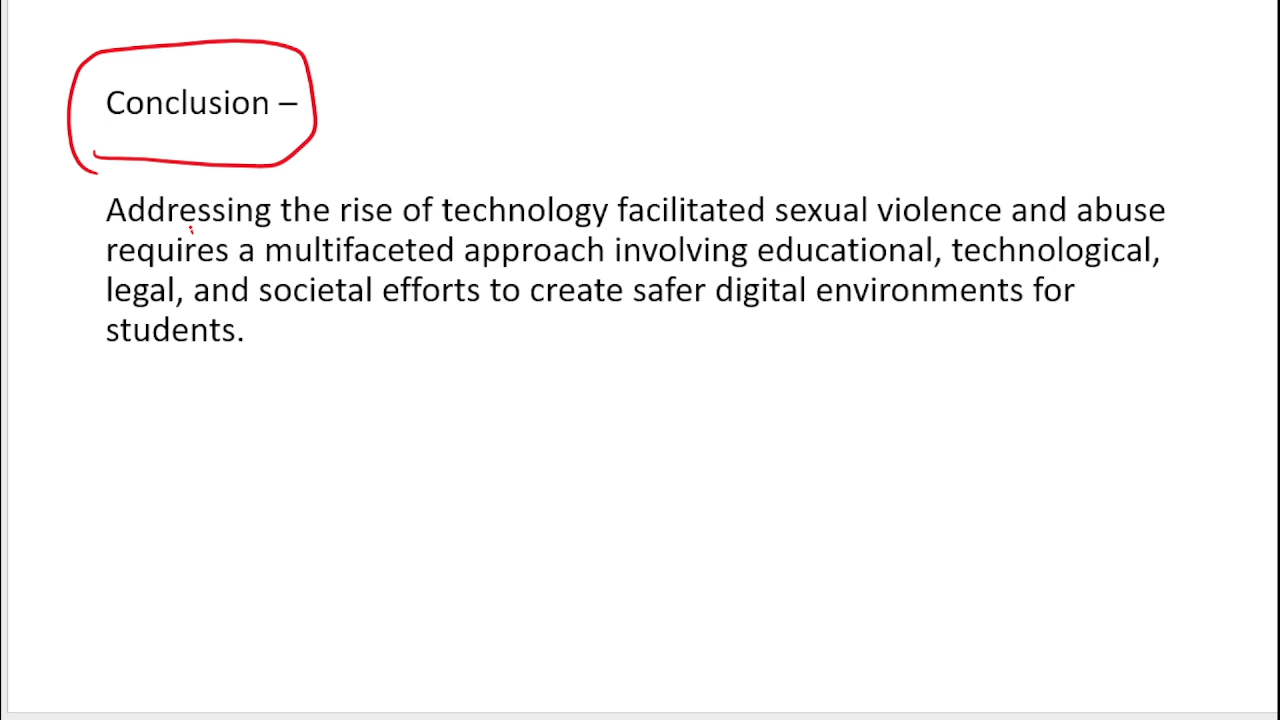 Conclusion –
Addressing the rise of technology facilitated sexual violence and abuse
requires a multifaceted approach involving educational, technological,
legal, and societal efforts to create safer digital environments for
students.